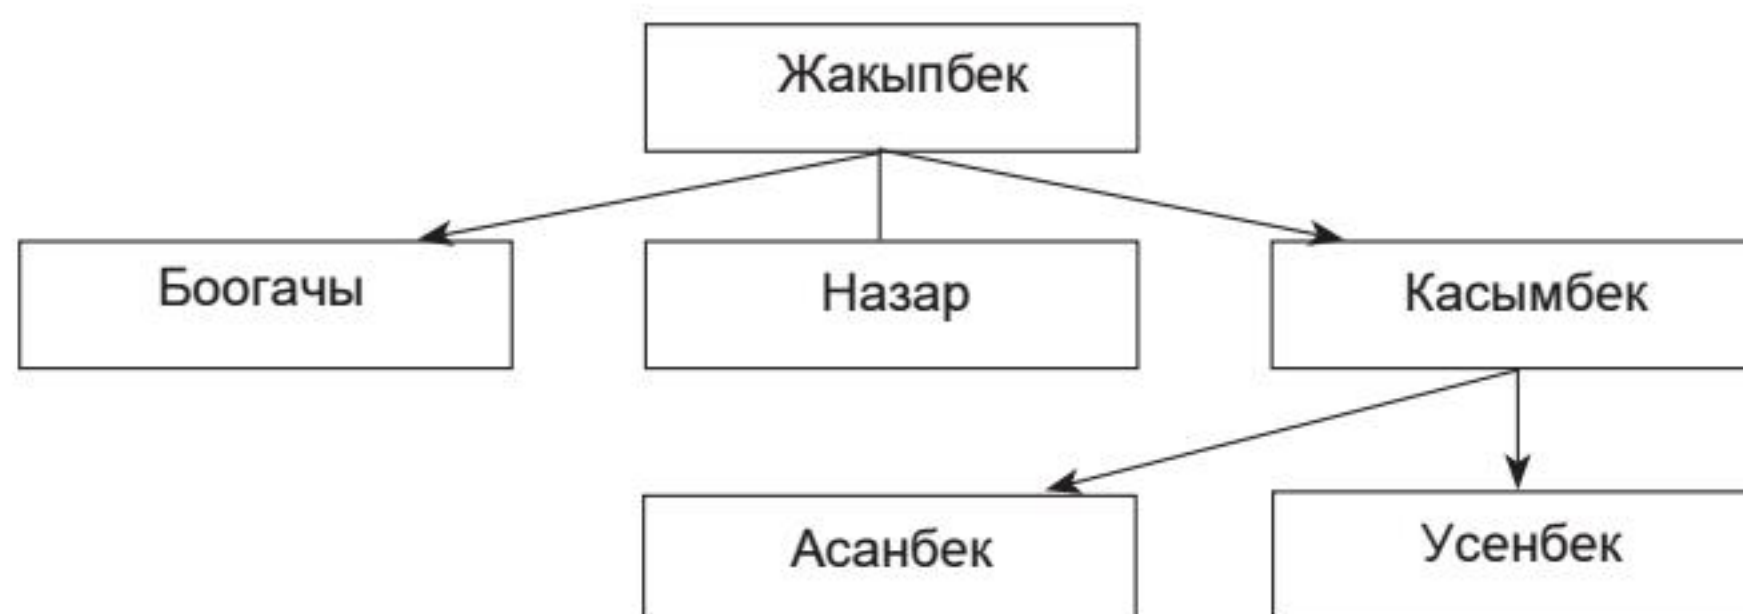 Жакыпбек
Боогачы
Назар
Касымбек
Асанбек
Усенбек